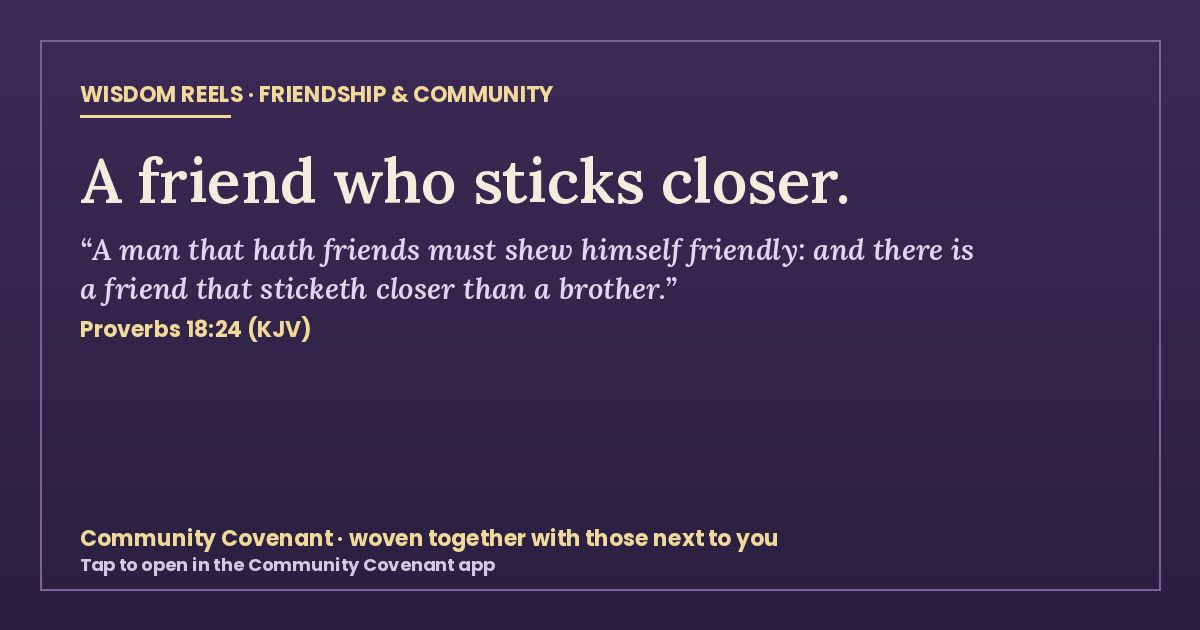 WISDOM REELS · FRIENDSHIP & COMMUNITY
A friend who sticks closer.
“A man that hath friends must shew himself friendly: and there is
a friend that sticketh closer than a brother.”
Proverbs 18:24 (KJV)
Community Covenant · woven together with those next to you
Tap to open in the Community Covenant app